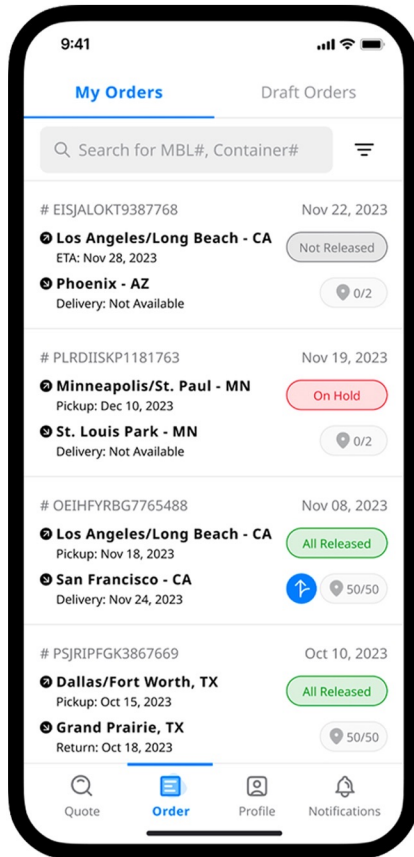 9:41
My Orders
Draft Orders
Search for MBL#, Container#
# EISJALOKT9387768
Nov 22, 2023
Los Angeles/Long Beach - CA
Not Released
ETA: Nov 28, 2023
Phoenix - AZ
0/2
Delivery: Not Available
# PLRDIISKP1181763
Nov 19, 2023
Minneapolis/St. Paul - MN
On Hold
Pickup: Dec 10, 2023
St. Louis Park - MN
0/2
Delivery: Not Available
# OEIHFYRBG7765488
Nov 08, 2023
Los Angeles/Long Beach - CA
All Released
Pickup: Nov 18, 2023
San Francisco - CA
50/50
Delivery: Nov 24, 2023
# PSJRIPFGK3867669
Oct 10, 2023
Dallas/Fort Worth, TX
All Released
Pickup: Oct 15, 2023
Grand Prairie, TX
50/50
Return: Oct 18, 2023
Quote
Order
Profile
Notifications